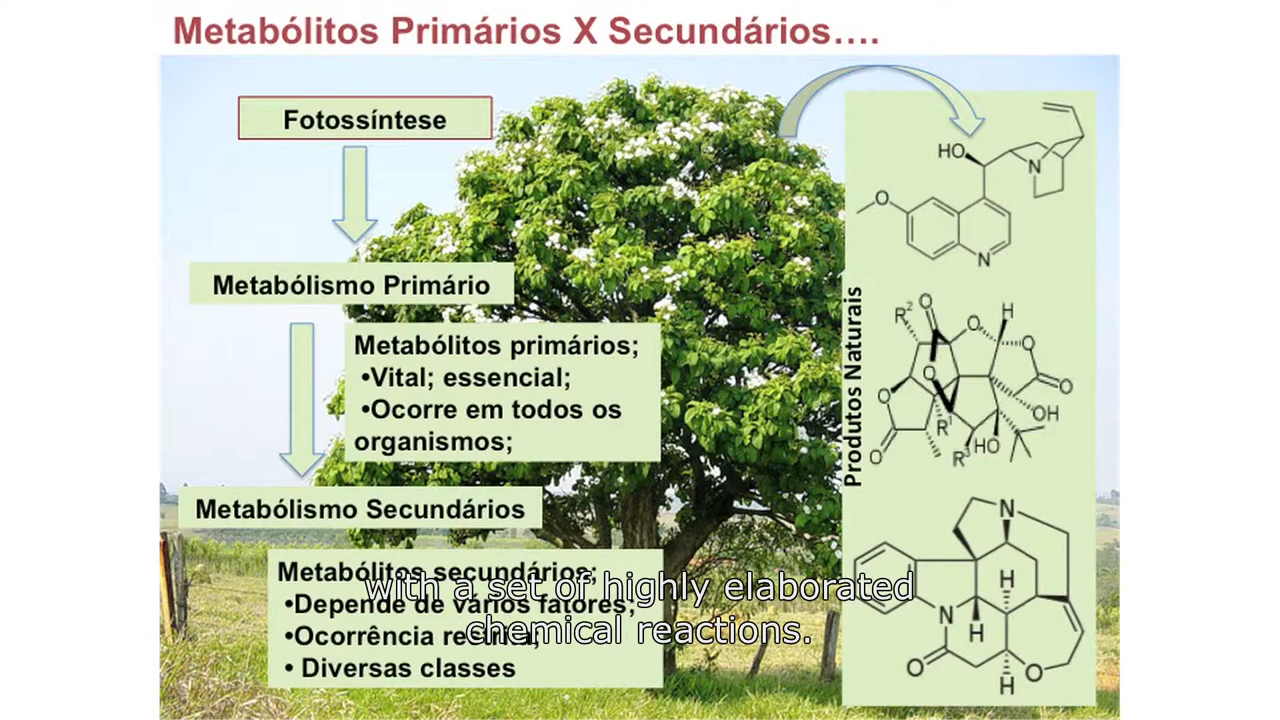 Metabólitos Primários X Secundários....
Fotossíntese
Metabólismo Primário
Metabólitos primários;
•Vital; essencial;
•Ocorre em todos os
organismos;
Metabólismo Secundários
Metabólitos secundários;
•Depende de vários fatores;
•Ocorrência restrita;
• Diversas classes
Produtos Naturais
HO
N
O
N
R²
O
H
O
O
O
O
O
O
R¹
OH
HO
R³
N
H
N
H
O
O
H
with a set of highly elaborated
chemical reactions.